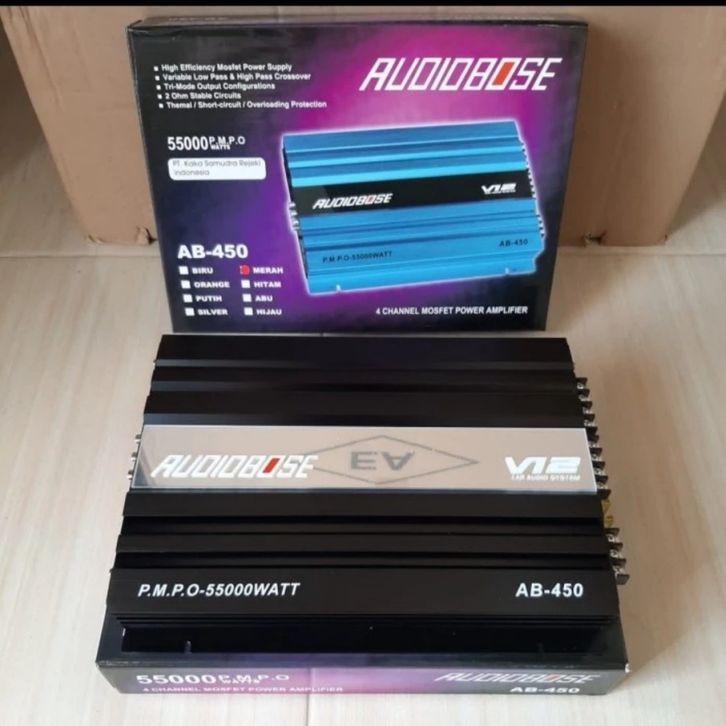 AUDIOBOSE
High Efficiency Mosfet Power Supply
Variable Low Pass & High Pass Crossover
Tri-Mode Output Configurations
2 Ohm Stable Circuits
Themal / Short-circuit / Overloading Protection
55000 P.M.P.O WATTS
PT. Kaka Samudra Rejeki
Indonesia
AUDIOBOSE V12
P.M.P.O-55000WATT AB-450
AB-450
BIRU MERAH
ORANGE HITAM
PUTIH ABU
SILVER HIJAU
4 CHANNEL MOSFET POWER AMPLIFIER
AUDIOBOSE V12
CAR AUDIO SYSTEM
P.M.P.O-55000WATT AB-450
55000 P.M.P.O WATTS
4 CHANNEL MOSFET POWER AMPLIFIER AB-450